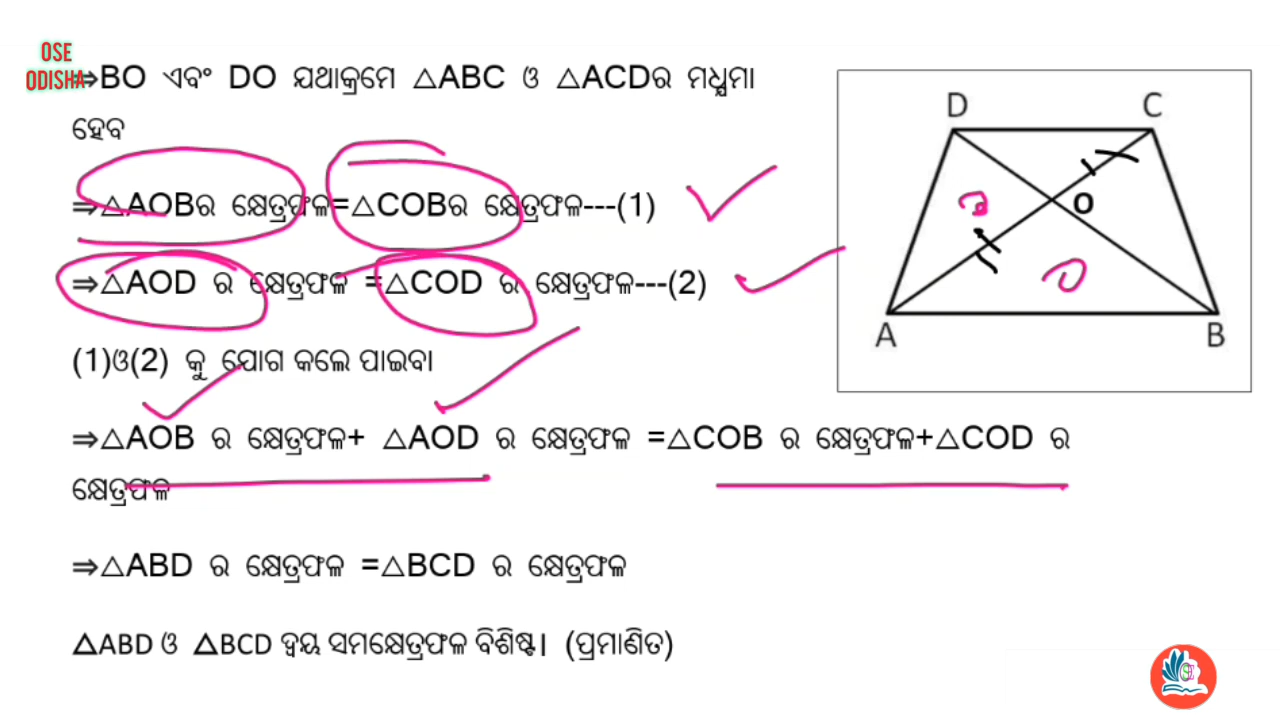 OSE
ODISHA
⇒BO ଏବଂ DO ଯଥାକ୍ରମେ △ABC ଓ △ACDର ମଧ୍ଯମା
ହେବ
⇒△AOBର କ୍ଷେତ୍ରଫଳ=△COBର କ୍ଷେତ୍ରଫଳ---(1)
⇒△AOD ର କ୍ଷେତ୍ରଫଳ =△COD ର କ୍ଷେତ୍ରଫଳ---(2)
(1)ଓ(2) କୁ ଯୋଗ କଲେ ପାଇବା
⇒△AOB ର କ୍ଷେତ୍ରଫଳ+ △AOD ର କ୍ଷେତ୍ରଫଳ =△COB ର କ୍ଷେତ୍ରଫଳ+△COD ର
କ୍ଷେତ୍ରଫଳ
⇒△ABD ର କ୍ଷେତ୍ରଫଳ =△BCD ର କ୍ଷେତ୍ରଫଳ
△ABD ଓ △BCD ଦ୍ଵୟ ସମକ୍ଷେତ୍ରଫଳ ବିଶିଷ୍ଟ। (ପ୍ରମାଣିତ)
D C
O
A B